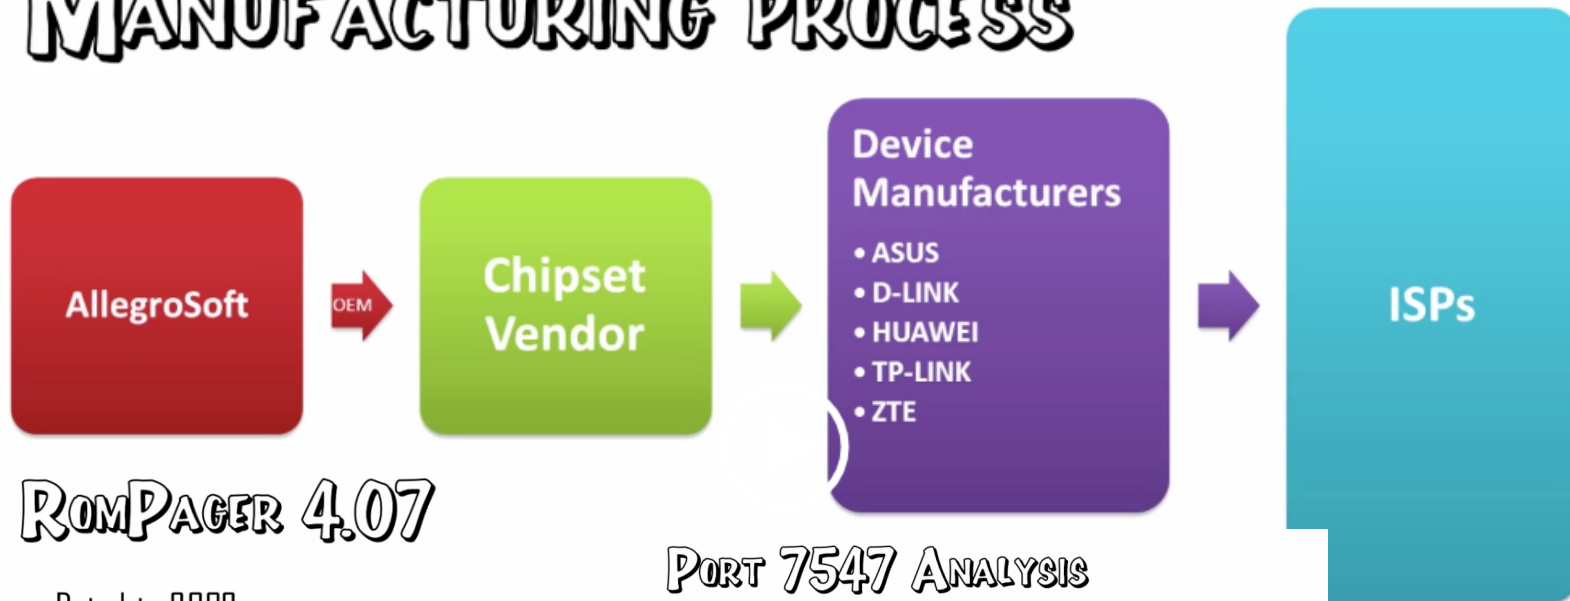 MANUFACTURING PROCESS
AllegroSoft
OEM
Chipset
Vendor
Device
Manufacturers
• ASUS
• D-LINK
• HUAWEI
• TP-LINK
• ZTE
ISPs
ROMPAGER 4.07
PORT 7547 ANALYSIS